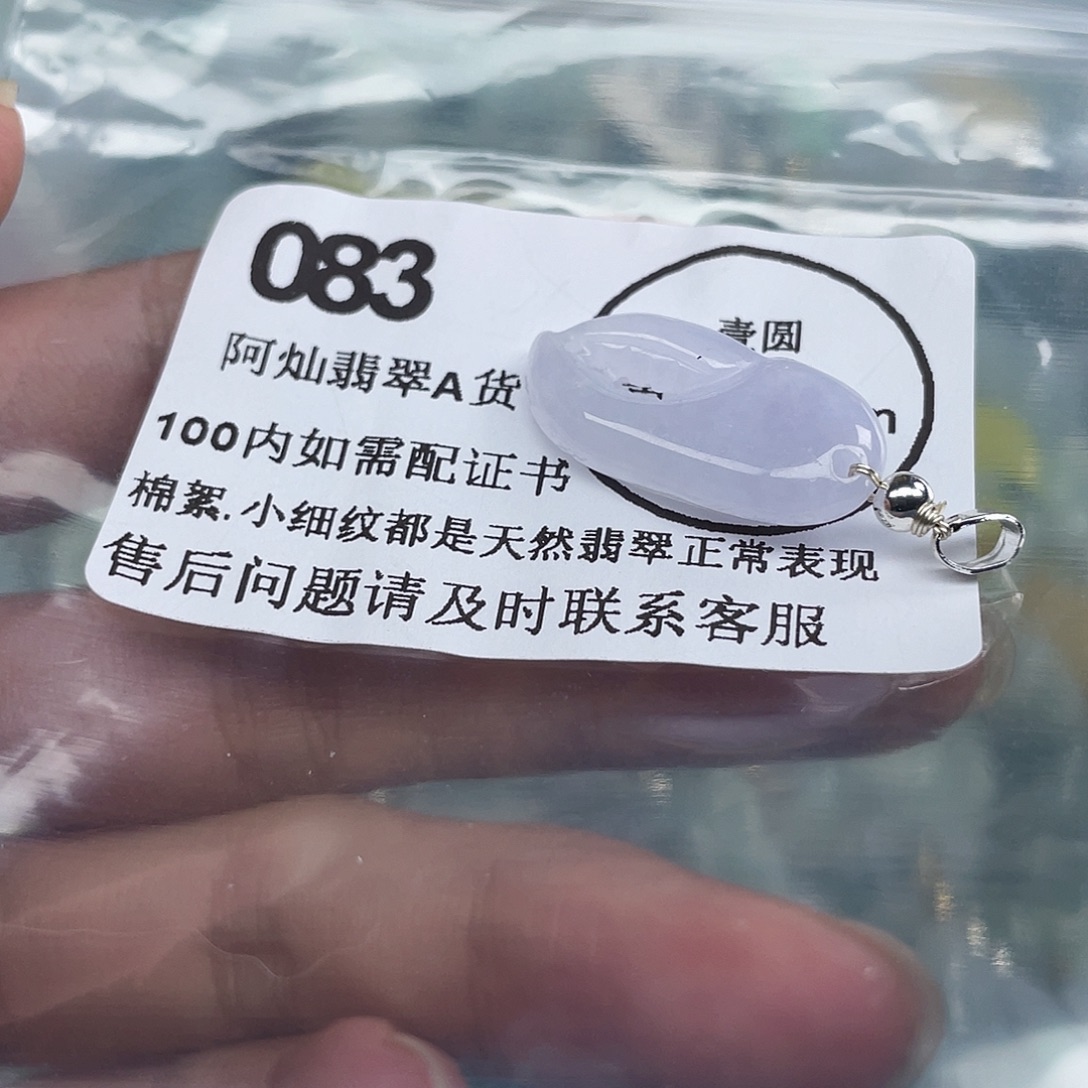 083
壹圆
阿灿翡翠A货
100内如需配证书
棉絮.小细纹都是天然翡翠正常表现
售后问题请及时联系客服